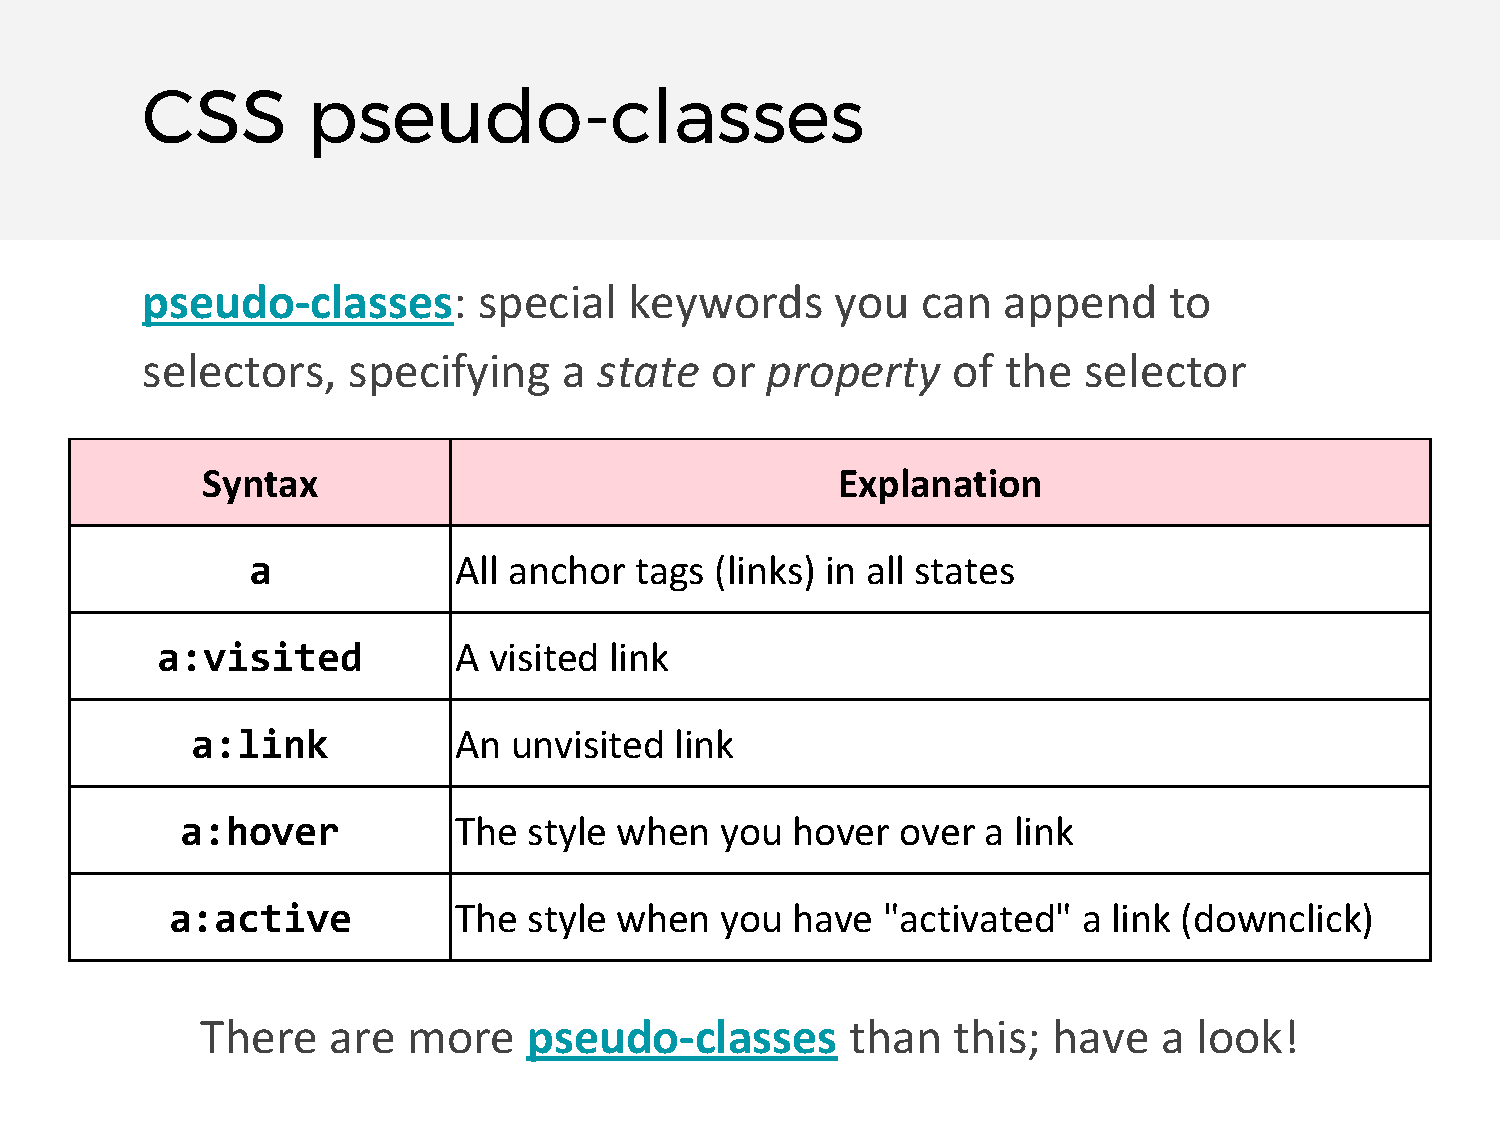 CSS pseudo-classes
pseudo-classes: special keywords you can append to
selectors, specifying a state or property of the selector
Syntax Explanation
a All anchor tags (links) in all states
a:visited A visited link
a:link An unvisited link
a:hover The style when you hover over a link
a:active The style when you have "activated" a link (downclick)
There are more pseudo-classes than this; have a look!